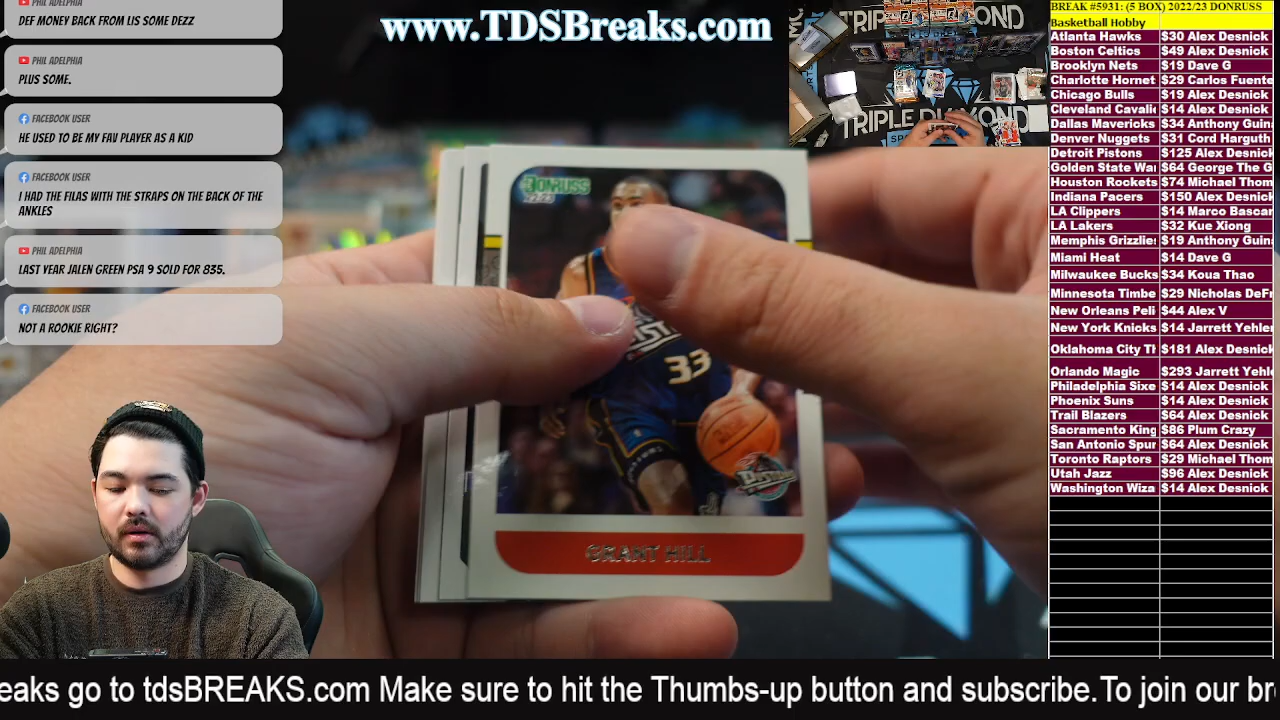 PHIL ADELPHIA
DEF MONEY BACK FROM LIS SOME DEZZ
PHIL ADELPHIA
PLUS SOME.
FACEBOOK USER
HE USED TO BE MY FAV PLAYER AS A KID
FACEBOOK USER
I HAD THE FILAS WITH THE STRAPS ON THE BACK OF THE
ANKLES
PHIL ADELPHIA
LAST YEAR JALEN GREEN PSA 9 SOLD FOR 835.
FACEBOOK USER
NOT A ROOKIE RIGHT?
www.TDSBreaks.com
TRIPLE DIAMOND
DONRUSS
22-23
33
GRANT HILL
BREAK #5931: (5 BOX) 2022/23 DONRUSS
Basketball Hobby
Atlanta Hawks $30 Alex Desnick
Boston Celtics $49 Alex Desnick
Brooklyn Nets $19 Dave G
Charlotte Hornet $29 Carlos Fuente
Chicago Bulls $19 Alex Desnick
Cleveland Cavali $14 Alex Desnick
Dallas Mavericks $34 Anthony Guin
Denver Nuggets $31 Cord Harguth
Detroit Pistons $125 Alex Desnick
Golden State Wa $64 George The G
Houston Rockets $74 Michael Thom
Indiana Pacers $150 Alex Desnick
LA Clippers $14 Marco Bascar
LA Lakers $32 Kue Xiong
Memphis Grizzlie $19 Anthony Guin
Miami Heat $14 Dave G
Milwaukee Bucks $34 Koua Thao
Minnesota Timbe $29 Nicholas DeFr
New Orleans Peli $44 Alex V
New York Knicks $14 Jarrett Yehler
Oklahoma City Th $181 Alex Desnick
Orlando Magic $293 Jarrett Yehl
Philadelphia Sixe $14 Alex Desnick
Phoenix Suns $14 Alex Desnick
Trail Blazers $64 Alex Desnick
Sacramento King $86 Plum Crazy
San Antonio Spur $64 Alex Desnick
Toronto Raptors $29 Michael Thom
Utah Jazz $96 Alex Desnick
Washington Wiza $14 Alex Desnick
eaks go to tdsBREAKS.com Make sure to hit the Thumbs-up button and subscribe.To join our bre